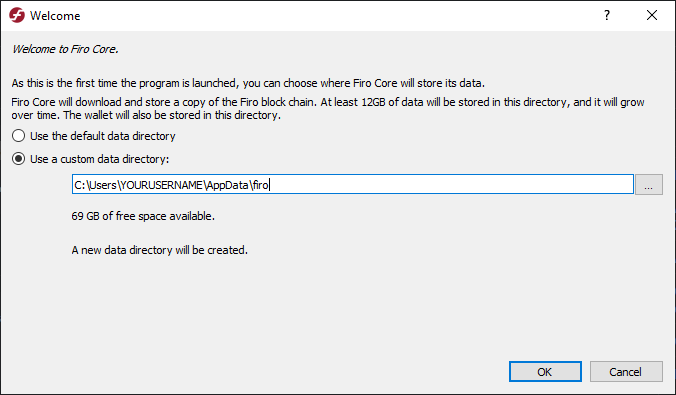 Welcome
Welcome to Firo Core.
As this is the first time the program is launched, you can choose where Firo Core will store its data.
Firo Core will download and store a copy of the Firo block chain. At least 12GB of data will be stored in this directory, and it will grow
over time. The wallet will also be stored in this directory.
Use the default data directory
Use a custom data directory:
C:\Users\YOURUSERNAME\AppData\firo
...
69 GB of free space available.
A new data directory will be created.
OK
Cancel